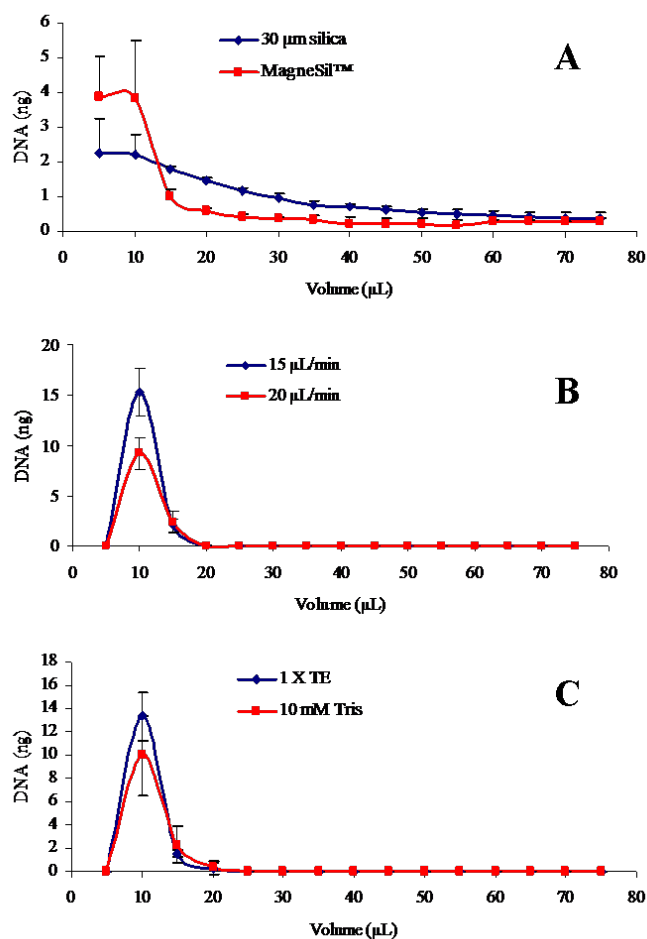 6
5
4
3
2
1
0
DNA (ng)
30 µm silica
MagneSil™
A
0 10 20 30 40 50 60 70 80
Volume (µL)
20
15
10
5
0
DNA (ng)
15 µL/min
20 µL/min
B
0 10 20 30 40 50 60 70 80
Volume (µL)
18
16
14
12
10
8
6
4
2
0
DNA (ng)
1 X TE
10 mM Tris
C
0 10 20 30 40 50 60 70 80
Volume (µL)